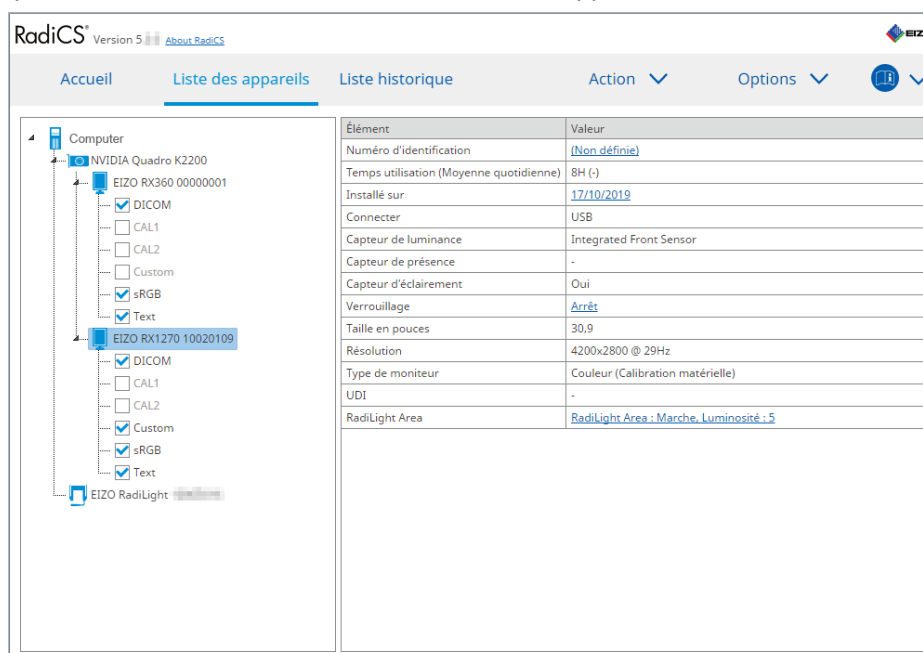 RadiCS® Version 5. About RadiCS
EIZ
Accueil Liste des appareils Liste historique Action Options
Computer
NVIDIA Quadro K2200
EIZO RX360 00000001
DICOM
CAL1
CAL2
Custom
sRGB
Text
EIZO RX1270 10020109
DICOM
CAL1
CAL2
Custom
sRGB
Text
EIZO RadiLight
Élément Valeur
Numéro d'identification (Non définie)
Temps utilisation (Moyenne quotidienne) 8H (-)
Installé sur 17/10/2019
Connecter USB
Capteur de luminance Integrated Front Sensor
Capteur de présence -
Capteur d'éclairement Oui
Verrouillage Arrêt
Taille en pouces 30,9
Résolution 4200x2800 @ 29Hz
Type de moniteur Couleur (Calibration matérielle)
UDI -
RadiLight Area RadiLight Area : Marche, Luminosité : 5